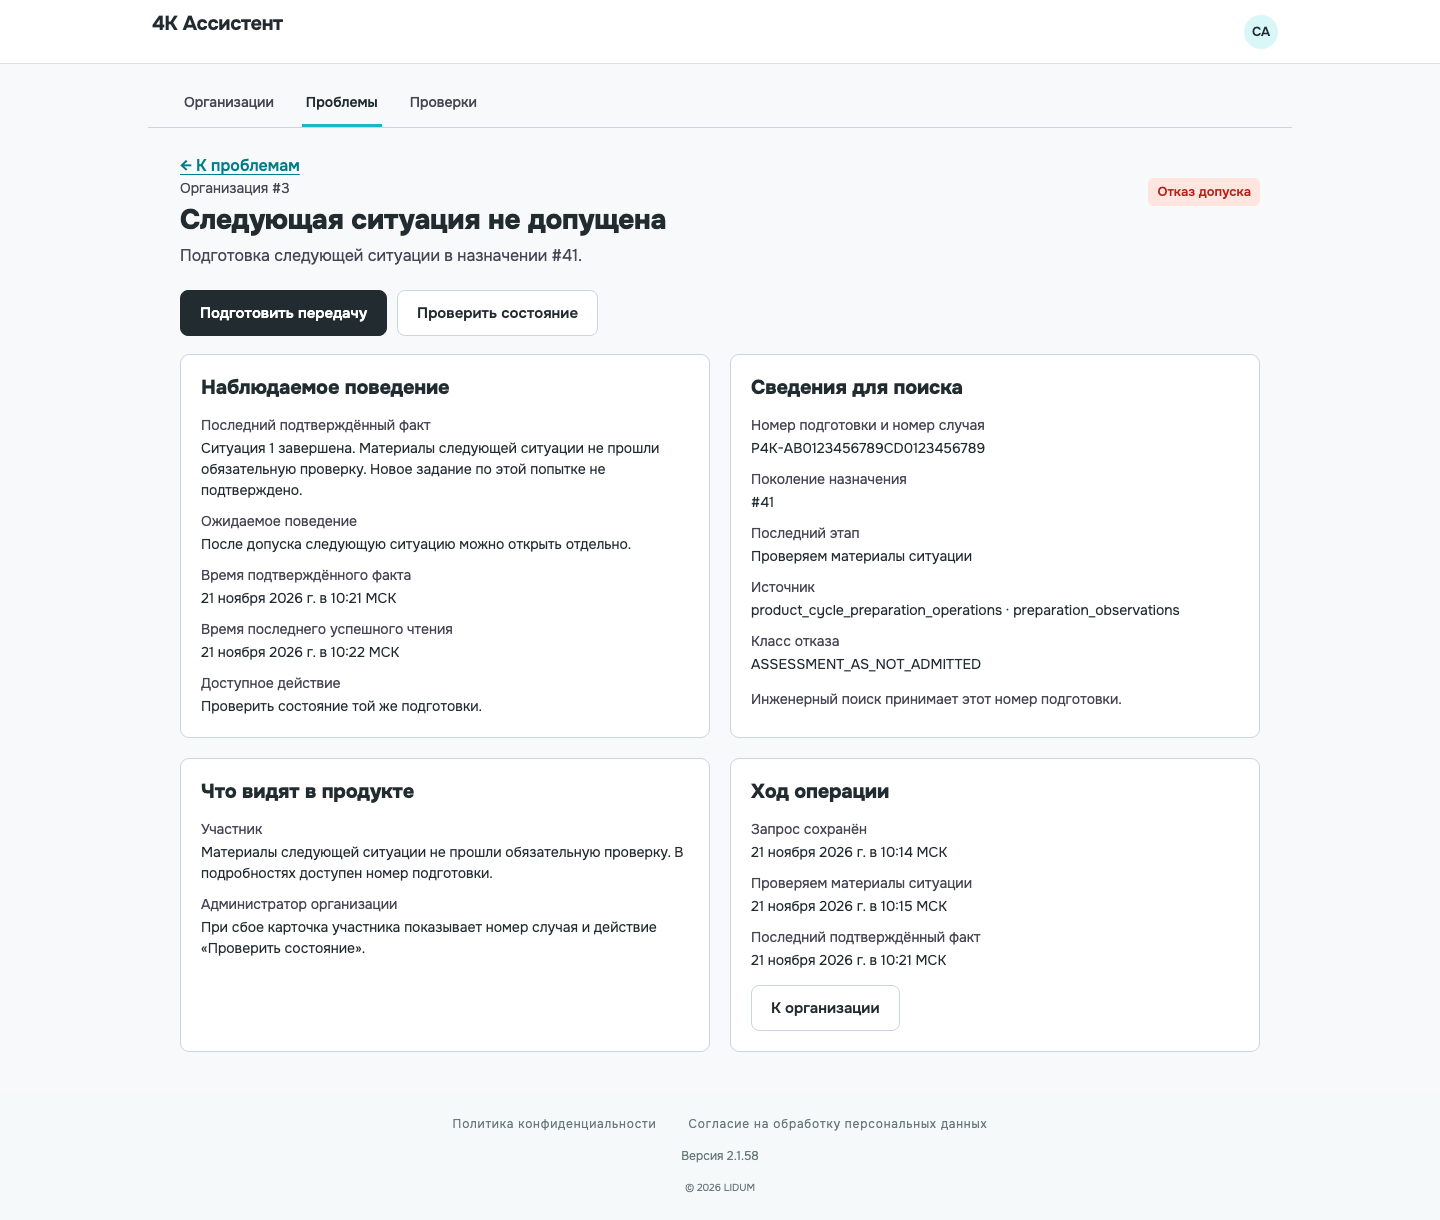 4К Ассистент
СА
Организации
Проблемы
Проверки
← К проблемам
Организация #3
Отказ допуска
Следующая ситуация не допущена
Подготовка следующей ситуации в назначении #41.
Подготовить передачу
Проверить состояние
Наблюдаемое поведение
Последний подтверждённый факт
Ситуация 1 завершена. Материалы следующей ситуации не прошли
обязательную проверку. Новое задание по этой попытке не
подтверждено.
Ожидаемое поведение
После допуска следующую ситуацию можно открыть отдельно.
Время подтверждённого факта
21 ноября 2026 г. в 10:21 МСК
Время последнего успешного чтения
21 ноября 2026 г. в 10:22 МСК
Доступное действие
Проверить состояние той же подготовки.
Сведения для поиска
Номер подготовки и номер случая
P4K-AB0123456789CD0123456789
Поколение назначения
#41
Последний этап
Проверяем материалы ситуации
Источник
product_cycle_preparation_operations · preparation_observations
Класс отказа
ASSESSMENT_AS_NOT_ADMITTED
Инженерный поиск принимает этот номер подготовки.
Что видят в продукте
Участник
Материалы следующей ситуации не прошли обязательную проверку. В
подробностях доступен номер подготовки.
Администратор организации
При сбое карточка участника показывает номер случая и действие
«Проверить состояние».
Ход операции
Запрос сохранён
21 ноября 2026 г. в 10:14 МСК
Проверяем материалы ситуации
21 ноября 2026 г. в 10:15 МСК
Последний подтверждённый факт
21 ноября 2026 г. в 10:21 МСК
К организации
Политика конфиденциальности
Согласие на обработку персональных данных
Версия 2.1.58
© 2026 LIDUM